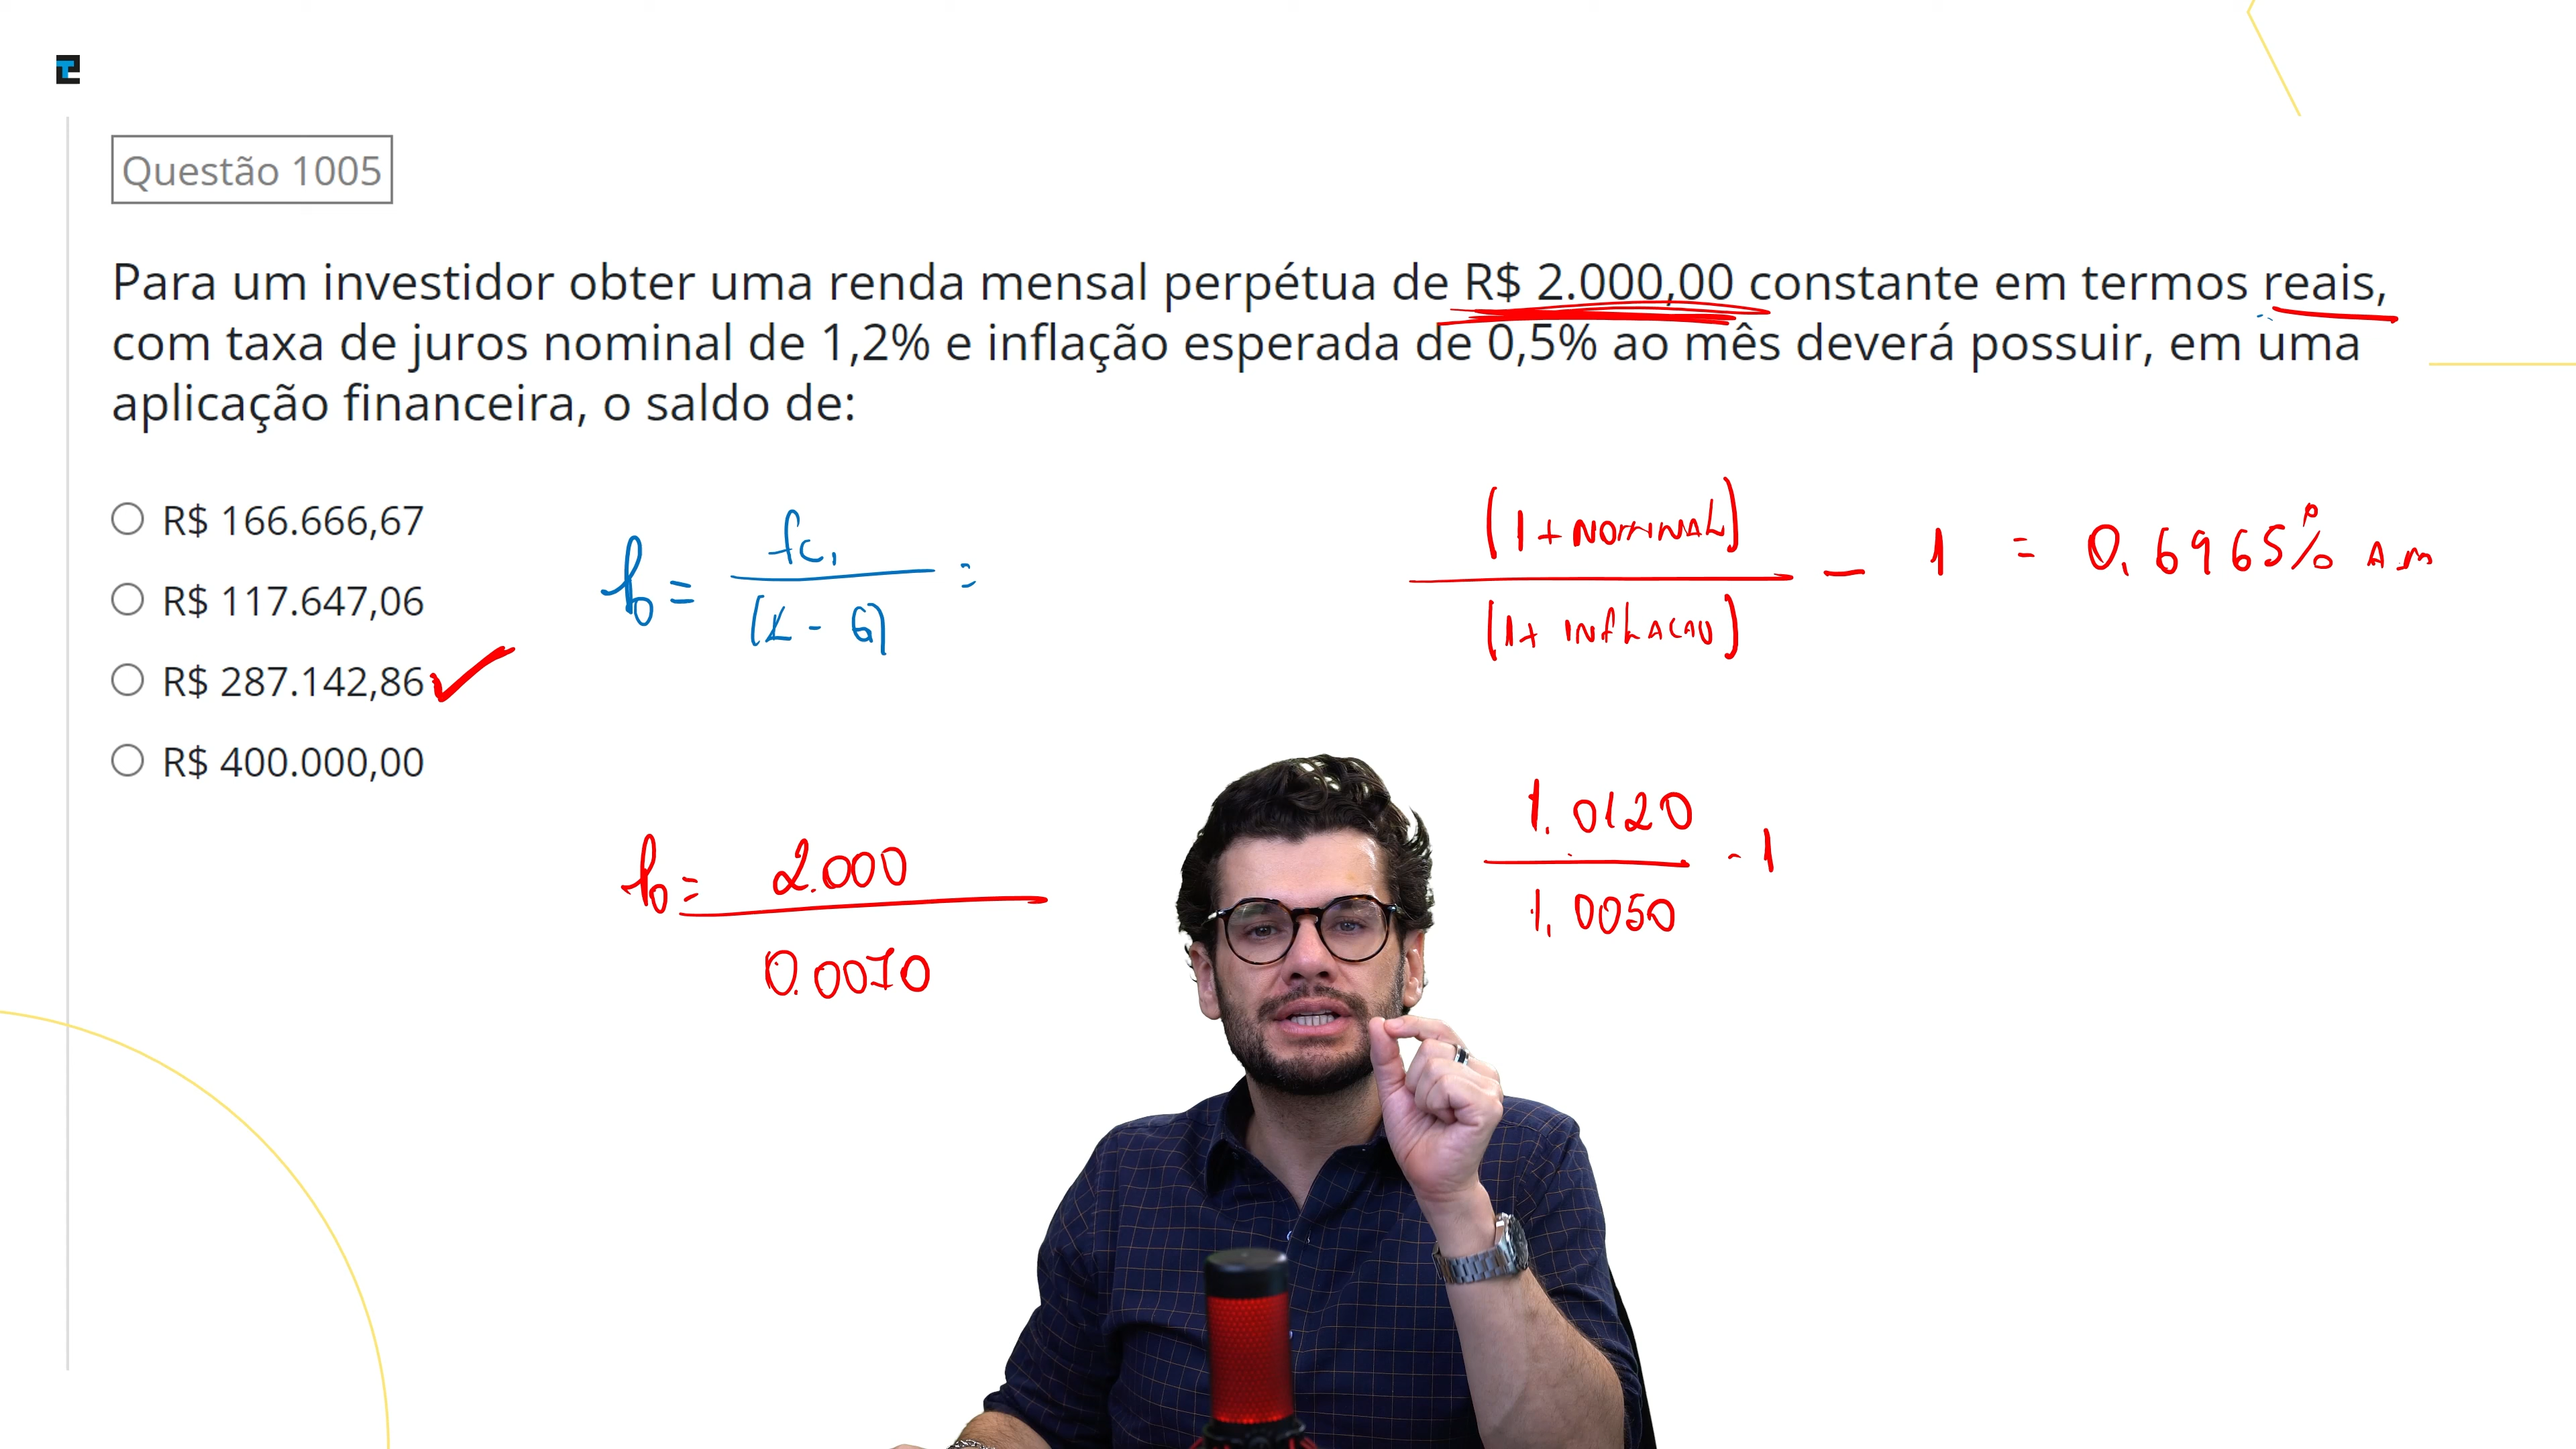 Questão 1005
Para um investidor obter uma renda mensal perpétua de R$ 2.000,00 constante em termos reais,
com taxa de juros nominal de 1,2% e inflação esperada de 0,5% ao mês deverá possuir, em uma
aplicação financeira, o saldo de:
R$ 166.666,67
R$ 117.647,06
R$ 287.142,86
R$ 400.000,00
fc1
P0 = =
(K - G)
(1 + NOMINAL)
- 1 = 0.6965% A.M
(1 + INFLACAO)
P0 = 2.000
0.0070
1.0120
- 1
1.0050